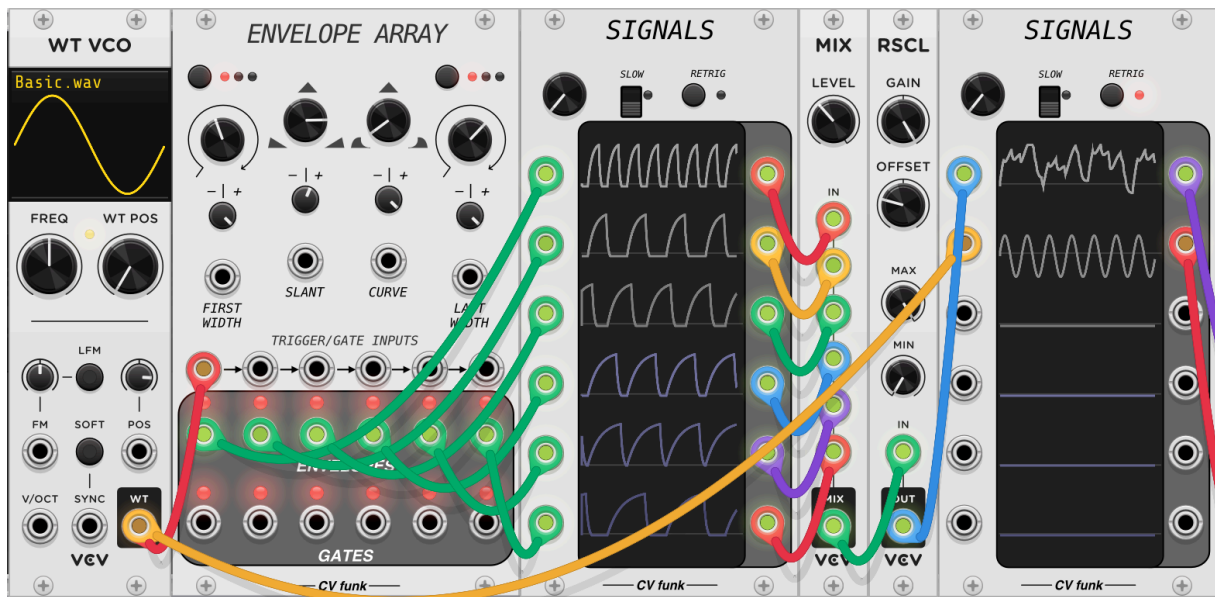 WT VCO
Basic.wav
FREQ
WT POS
LFM
FM
SOFT
POS
V/OCT
SYNC
WT
VCV
ENVELOPE ARRAY
- | +
- | +
- | +
- | +
FIRST
WIDTH
SLANT
CURVE
LAST
WIDTH
TRIGGER/GATE INPUTS
ENVELOPES
GATES
CV funk
SIGNALS
SLOW
RETRIG
CV funk
MIX
LEVEL
IN
MIX
VCV
RSCL
GAIN
OFFSET
MAX
MIN
IN
OUT
VCV
SIGNALS
SLOW
RETRIG
CV funk